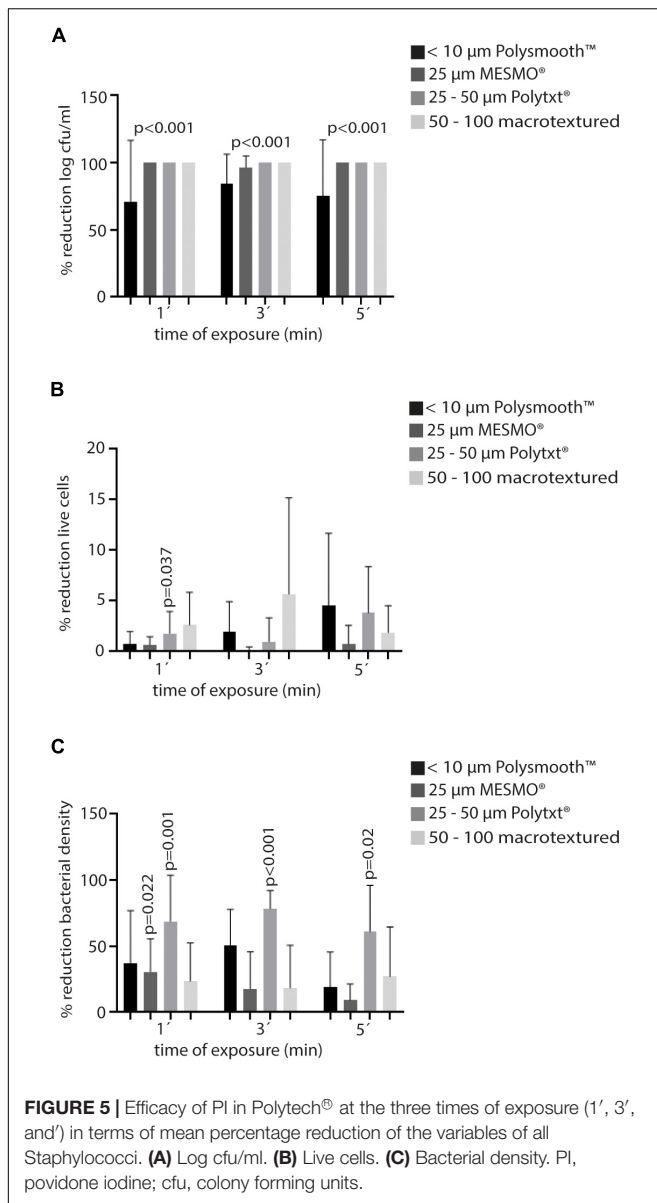 A
< 10 µm Polysmooth™
25 µm MESMO®
25 - 50 µm Polytxt®
50 - 100 macrotextured
% reduction log cfu/ml
150
100
50
0
p<0.001
p<0.001
p<0.001
1′
3′
5′
time of exposure (min)
B
< 10 µm Polysmooth™
25 µm MESMO®
25 - 50 µm Polytxt®
50 - 100 macrotextured
% reduction live cells
20
15
10
5
0
p=0.037
1′
3′
5′
time of exposure (min)
C
< 10 µm Polysmooth™
25 µm MESMO®
25 - 50 µm Polytxt®
50 - 100 macrotextured
% reduction bacterial density
150
100
50
0
p=0.022
p=0.001
p<0.001
p=0.02
1′
3′
5′
time of exposure (min)
FIGURE 5 | Efficacy of PI in Polytech® at the three times of exposure (1′, 3′,
and′) in terms of mean percentage reduction of the variables of all
Staphylococci. (A) Log cfu/ml. (B) Live cells. (C) Bacterial density. PI,
povidone iodine; cfu, colony forming units.